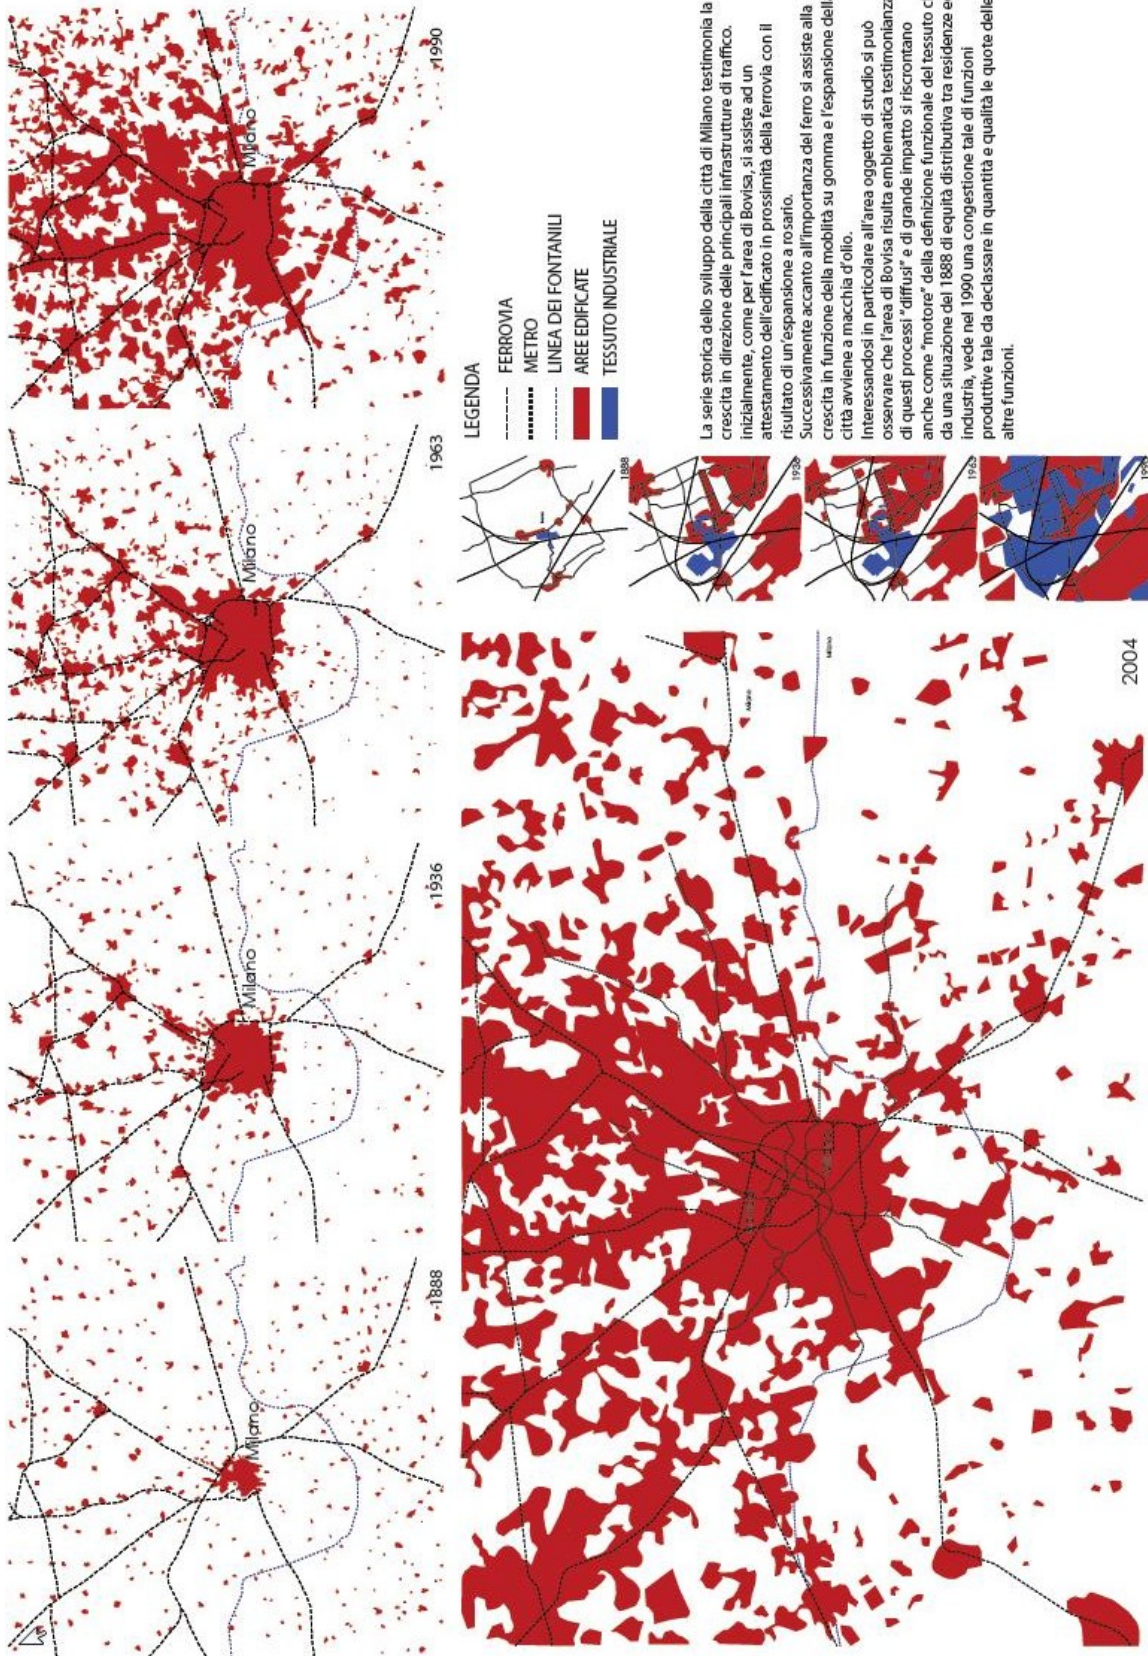 1888
Milano
1936
Milano
1963
Milano
1990
Milano
2004
Milano
Milano
1888
1936
1963
LEGENDA
FERROVIA
METRO
LINEA DEI FONTANILI
AREE EDIFICATE
TESSUTO INDUSTRIALE
La serie storica dello sviluppo della città di Milano testimonia la
crescita in direzione delle principali infrastrutture di traffico.
inizialmente, come per l'area di Bovisa, si assiste ad un
attestamento dell'edificato in prossimità della ferrovia con il
risultato di un'espansione a rosario.
Successivamente accanto all'importanza del ferro si assiste alla
crescita in funzione della mobilità su gomma e l'espansione dell
città avviene a macchia d'olio.
Interessandosi in particolare all'area oggetto di studio si può
osservare che l'area di Bovisa risulta emblematica testimonianza
di questi processi "diffusi" e di grande impatto si riscontrano
anche come "motore" della definizione funzionale del tessuto c
da una situazione del 1888 di equità distributiva tra residenze e
industria, vede nel 1990 una congestione tale di funzioni
produttive tale da declassare in quantità e qualità le quote delle
altre funzioni.